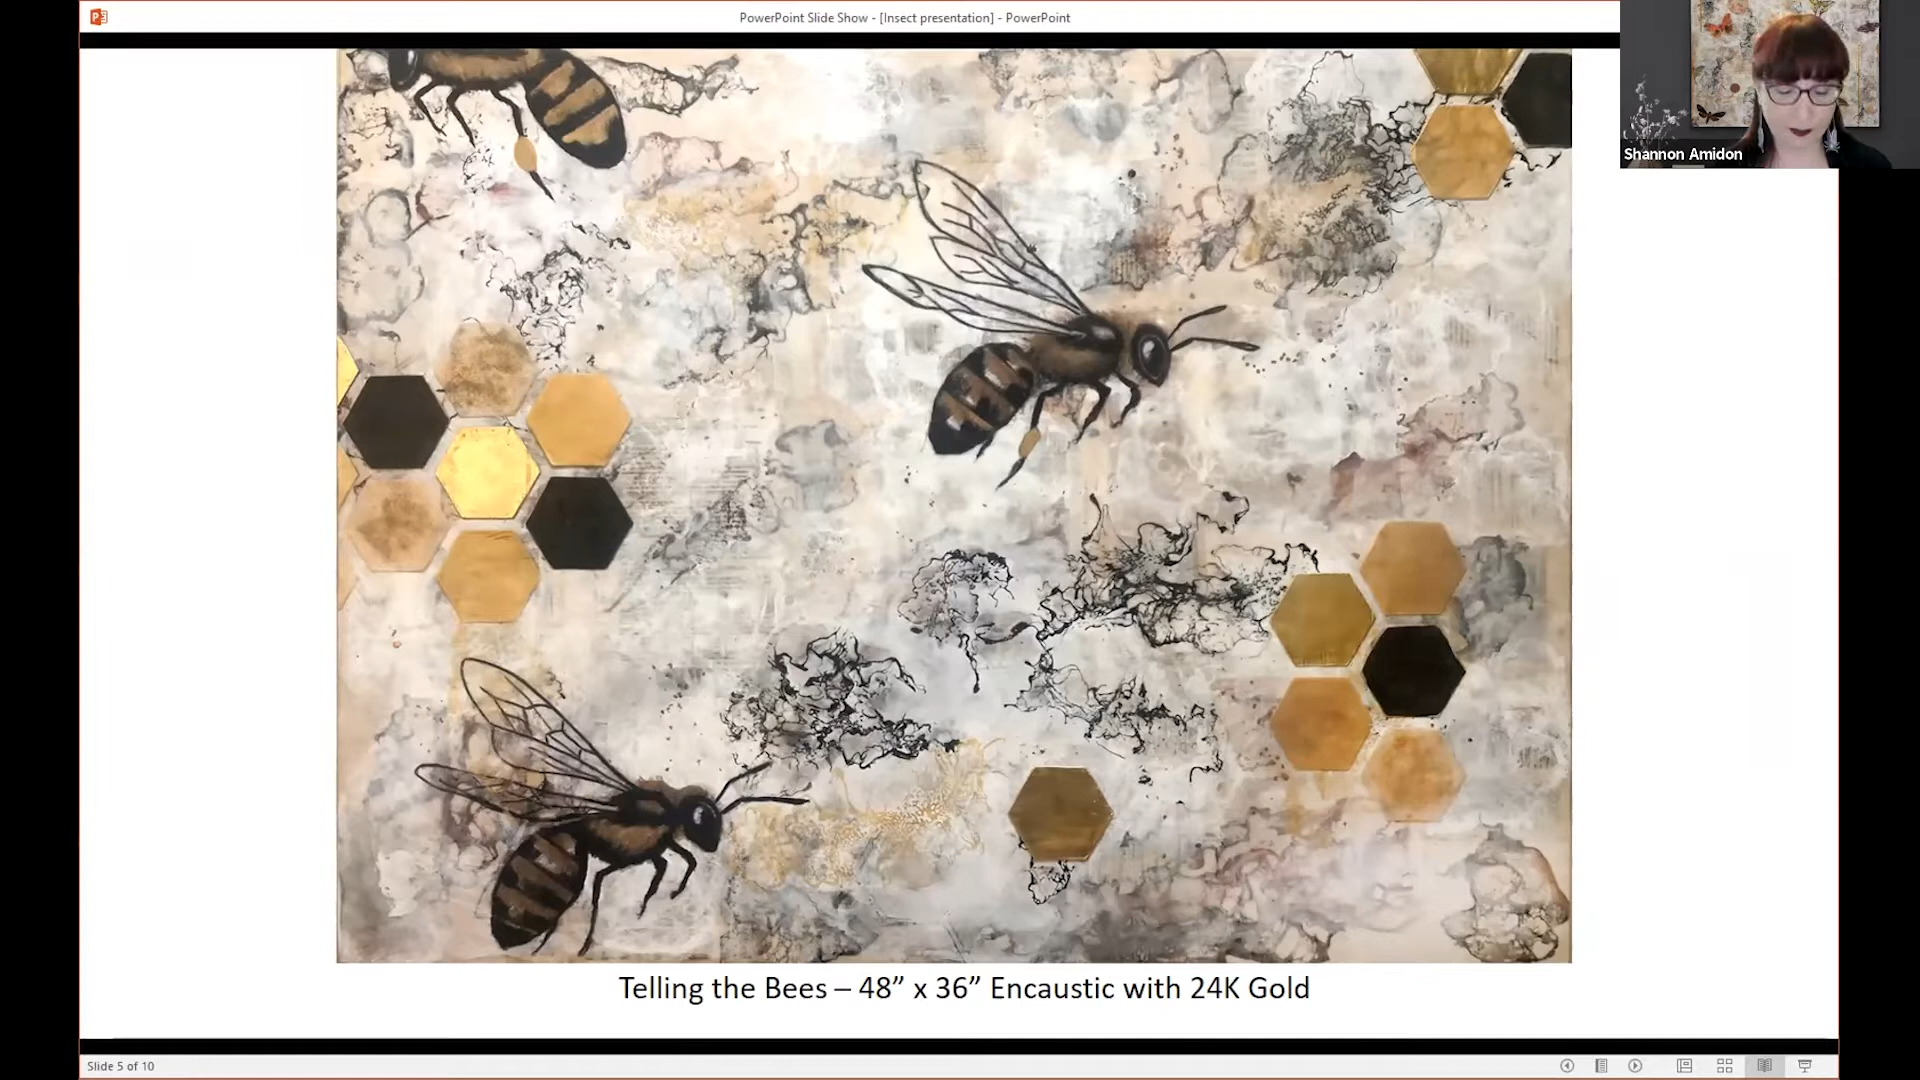 PowerPoint Slide Show - [Insect presentation] - PowerPoint
Shannon Amidon
Telling the Bees – 48” x 36” Encaustic with 24K Gold
Slide 5 of 10